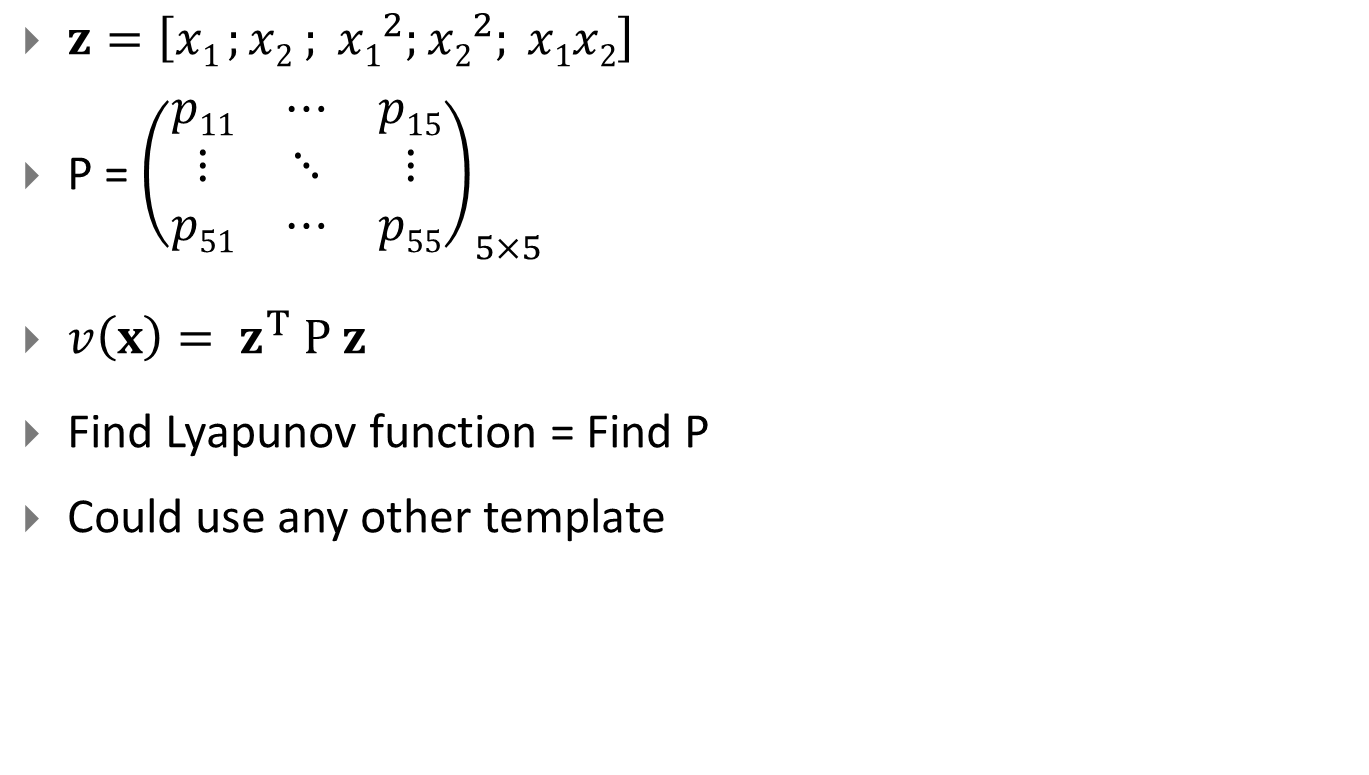 𝐳 = [x₁ ; x₂ ; x₁²; x₂²; x₁x₂]
P = (p₁₁ ⋯ p₁₅
⋮ ⋱ ⋮
p₅₁ ⋯ p₅₅)₅×₅
v(𝐱) = 𝐳ᵀ P 𝐳
Find Lyapunov function = Find P
Could use any other template